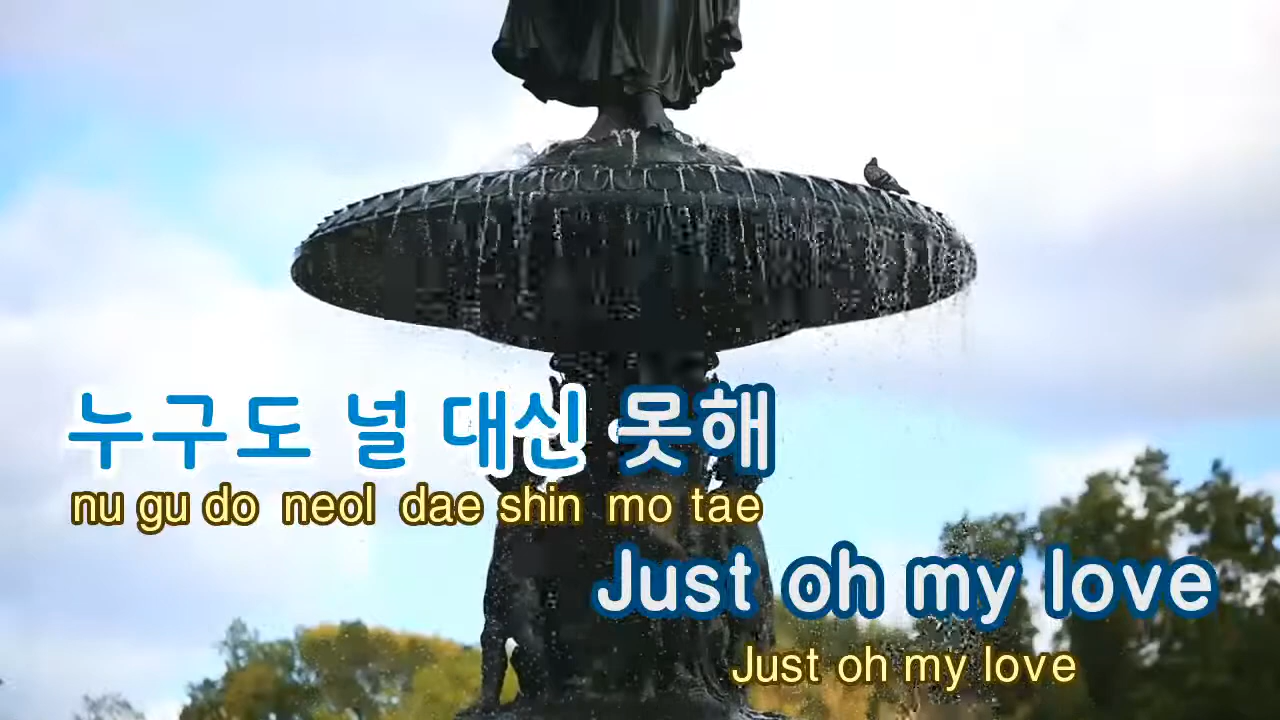 누구도 널 대신 못해
nu gu do neol dae shin mo tae
Just oh my love
Just oh my love